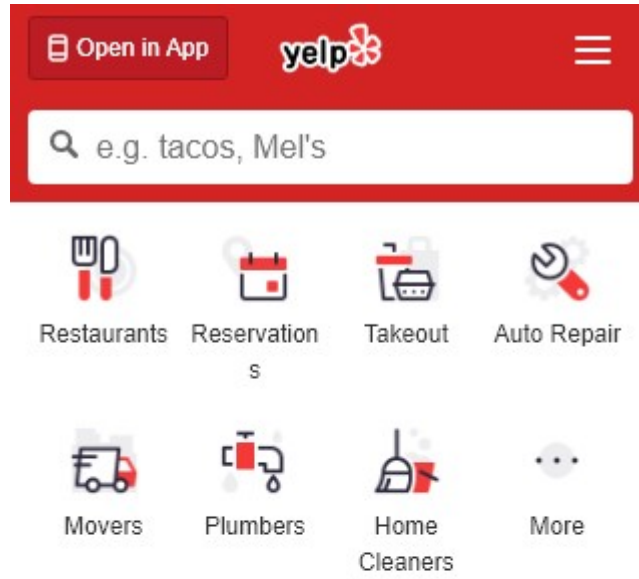 Open in App
yelp
e.g. tacos, Mel's
Restaurants
Reservation
s
Takeout
Auto Repair
Movers
Plumbers
Home
Cleaners
More